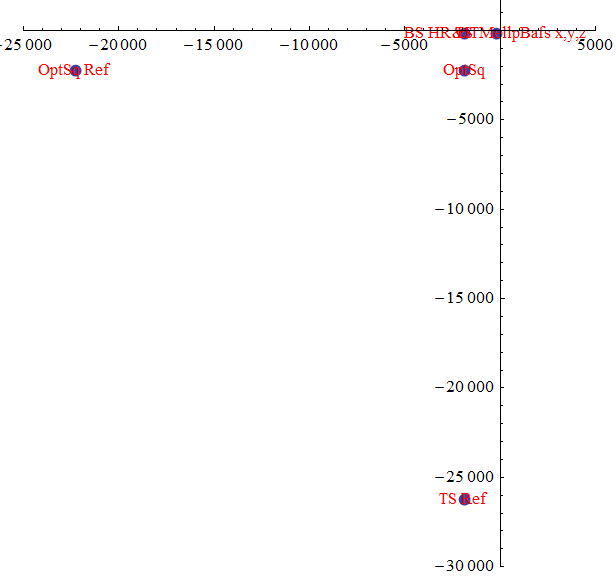 BS HR
MellpBafs x,y,z
−25 000 −20 000 −15 000 −10 000 −5000 5000
OptSq Ref OptSq
−5000
−10 000
−15 000
−20 000
−25 000
TS Ref
−30 000